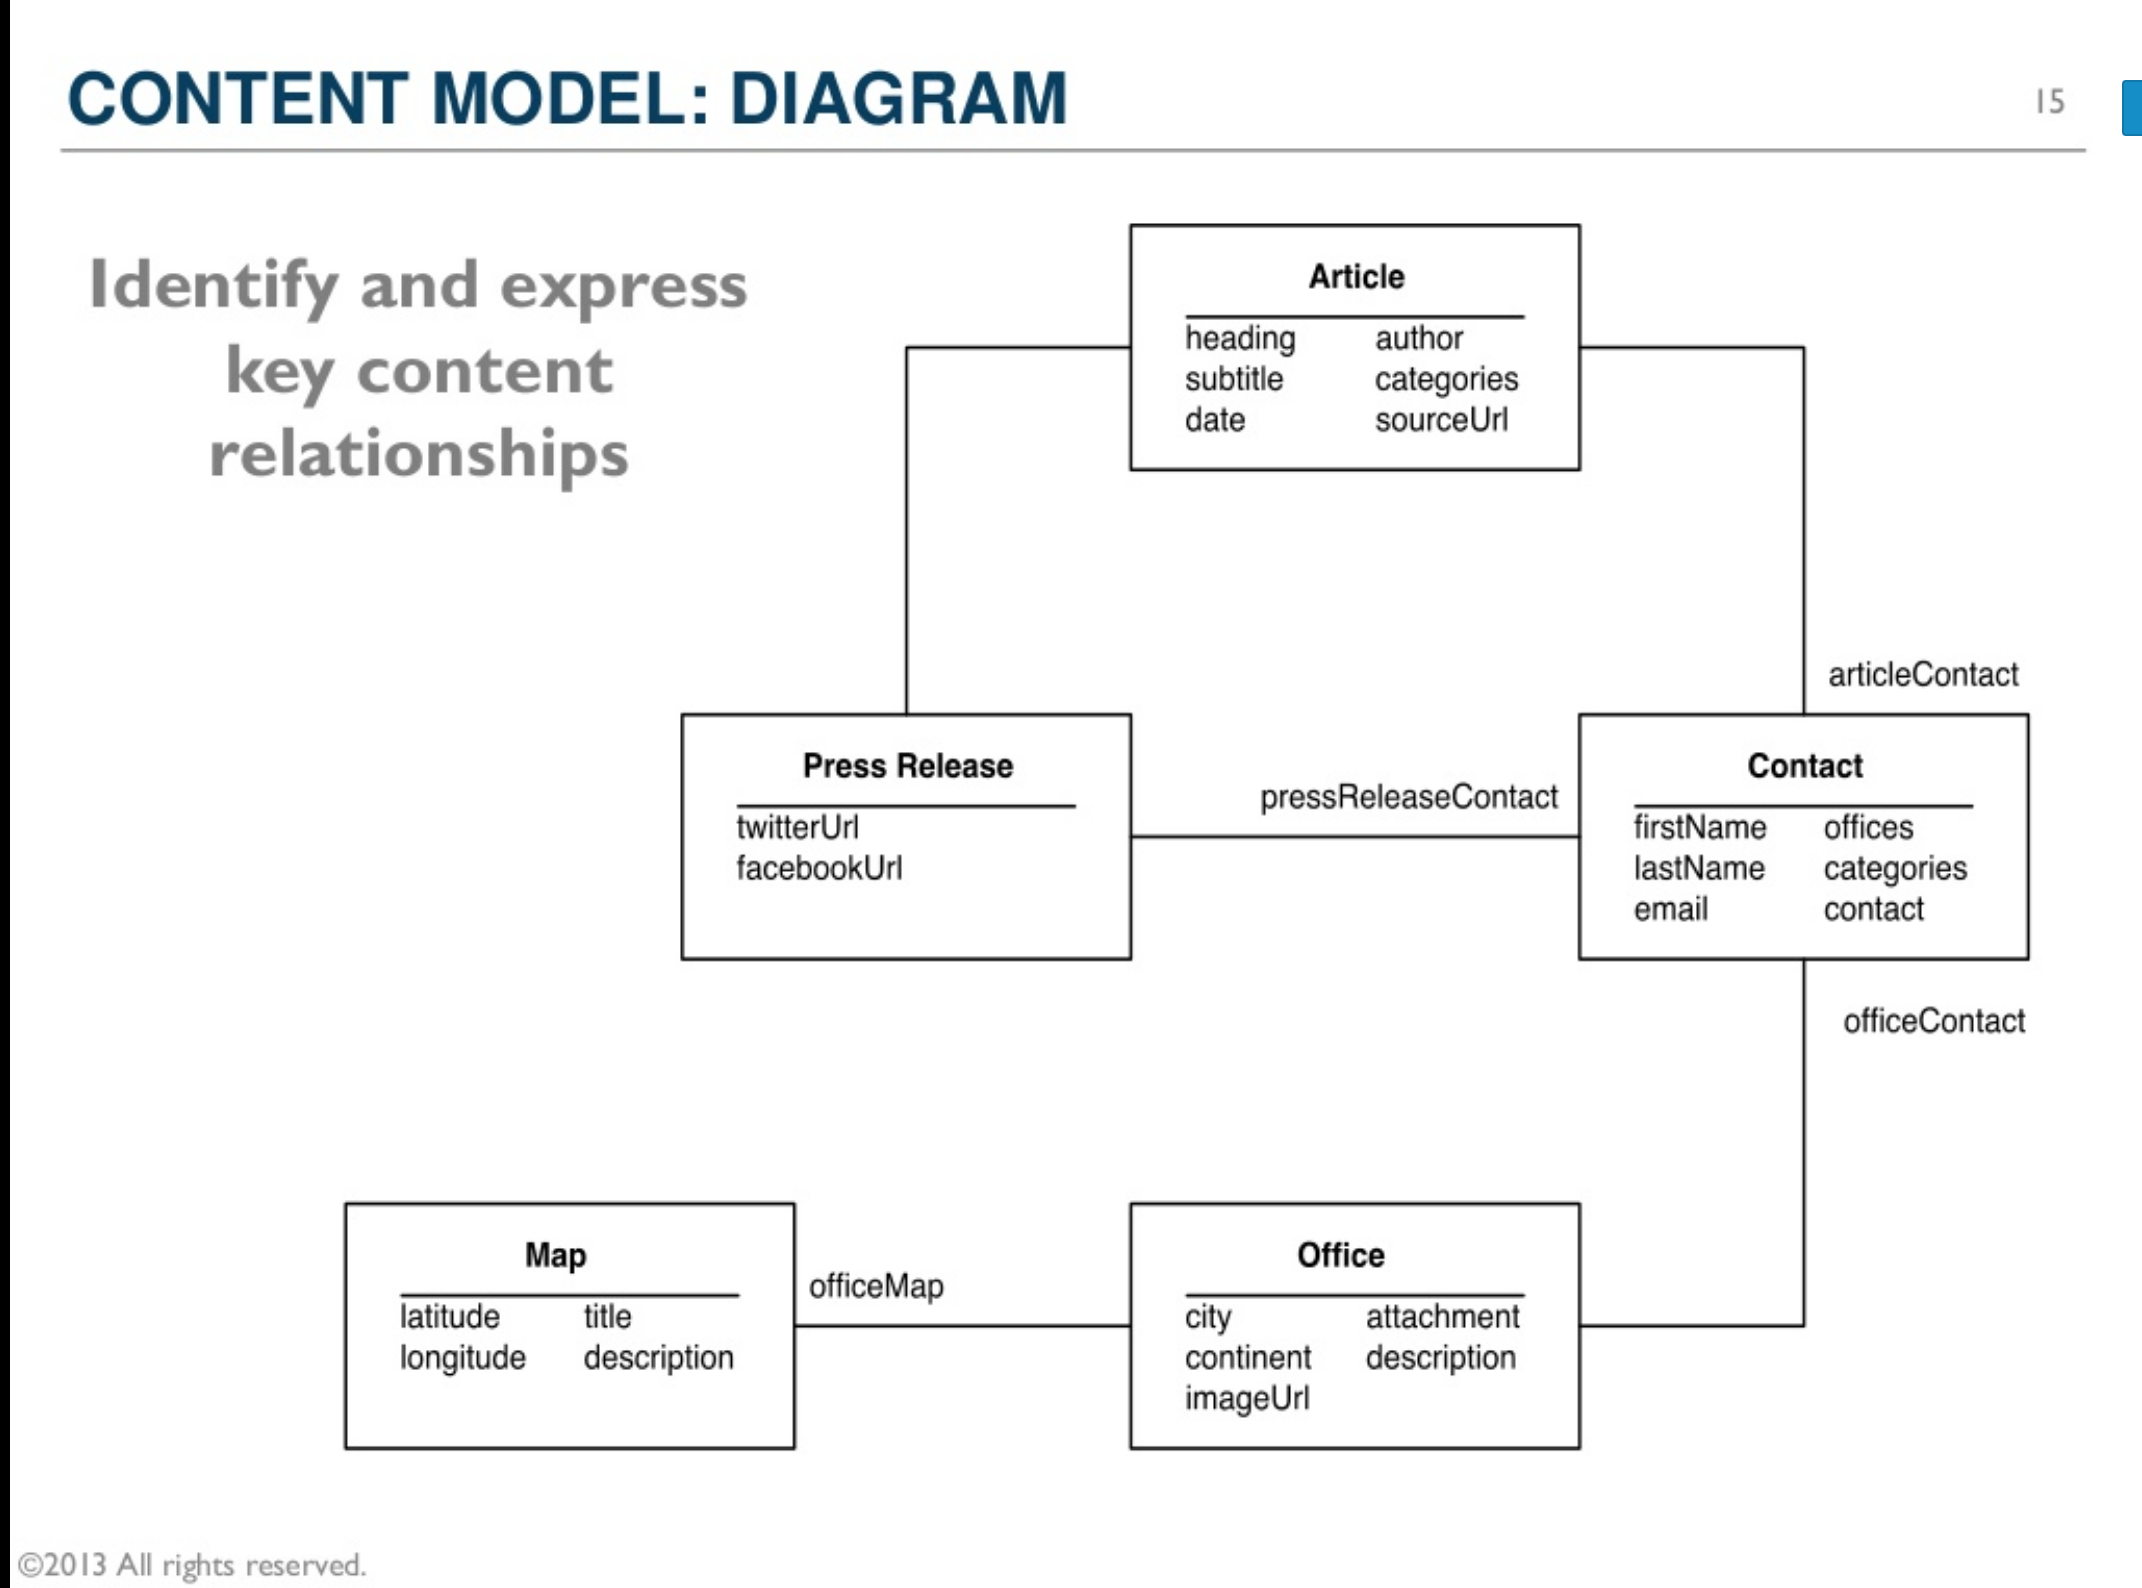 CONTENT MODEL: DIAGRAM
15
Identify and express
key content
relationships
Article
heading author
subtitle categories
date sourceUrl
articleContact
Press Release
twitterUrl
facebookUrl
pressReleaseContact
Contact
firstName offices
lastName categories
email contact
officeContact
Map
latitude title
longitude description
officeMap
Office
city attachment
continent description
imageUrl
©2013 All rights reserved.